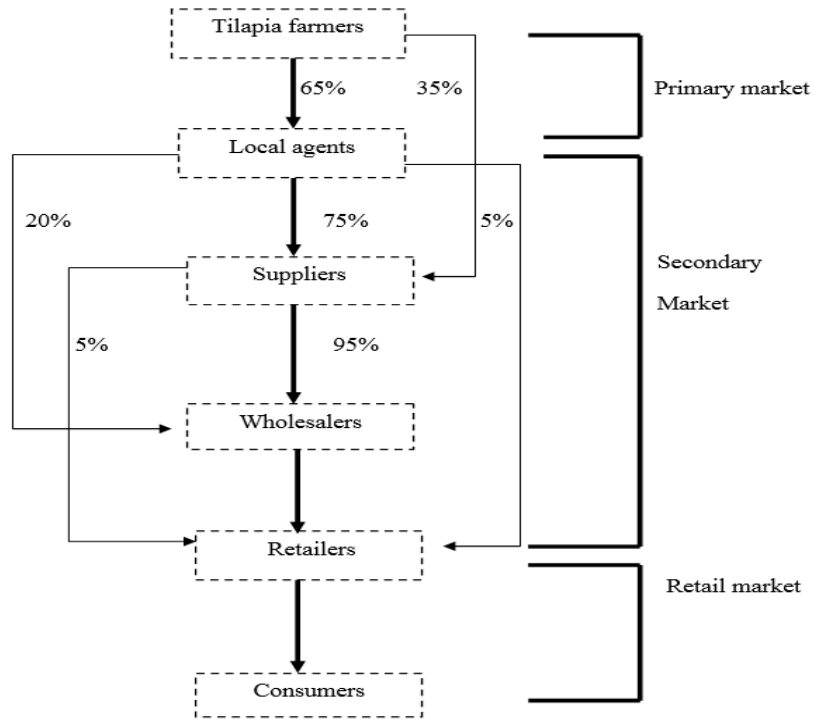 Tilapia farmers
65%
35%
Primary market
Local agents
20%
75%
5%
Secondary
Market
Suppliers
5%
95%
Wholesalers
Retailers
Retail market
Consumers